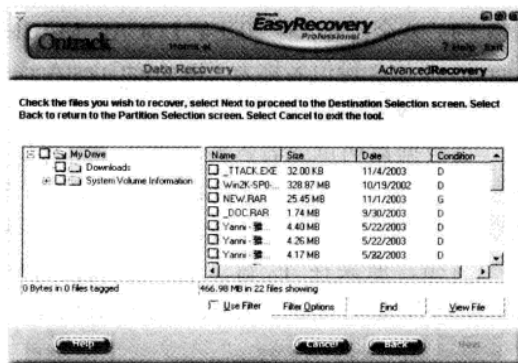 EasyRecovery
Professional
Ontrack
Home
? Help Exit
Data Recovery
AdvancedRecovery
Check the files you wish to recover, select Next to proceed to the Destination Selection screen. Select
Back to return to the Partition Selection screen. Select Cancel to exit the tool.
My Drive
Downloads
System Volume Information
Name Size Date Condition
_TTACK.EXE 32.00 KB 11/4/2003 D
Win2K-SP0-... 328.87 MB 10/19/2002 D
NEW.RAR 25.45 MB 11/1/2003 G
_DOC.RAR 1.74 MB 9/30/2003 D
Yanni - ... 4.40 MB 5/22/2003 D
Yanni - ... 4.26 MB 5/22/2003 D
Yanni - ... 4.17 MB 5/22/2003 D
0 Bytes in 0 files tagged
466.98 MB in 22 files showing
Use Filter Filter Options Find View File
Help Cancel Back Next